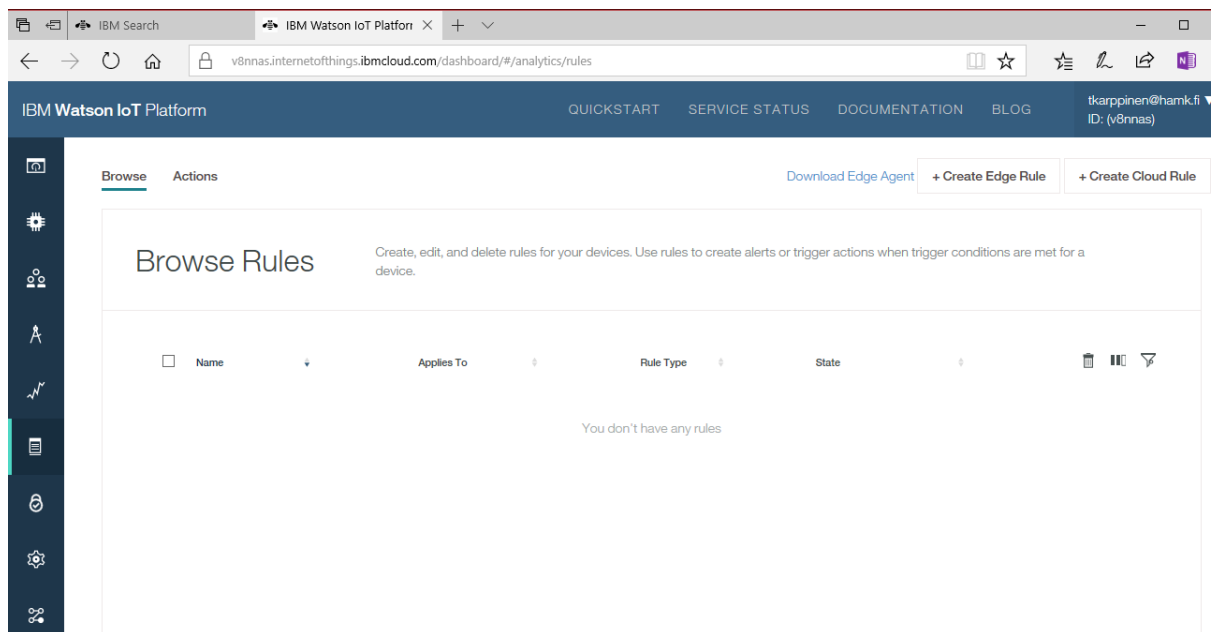 IBM Search
IBM Watson IoT Platforr
v8nnas.internetofthings.ibmcloud.com/dashboard/#/analytics/rules
IBM Watson IoT Platform
QUICKSTART SERVICE STATUS DOCUMENTATION BLOG
tkarppinen@hamk.fi
ID: (v8nnas)
Browse Actions
Download Edge Agent + Create Edge Rule + Create Cloud Rule
Browse Rules
Create, edit, and delete rules for your devices. Use rules to create alerts or trigger actions when trigger conditions are met for a
device.
Name Applies To Rule Type State
You don't have any rules